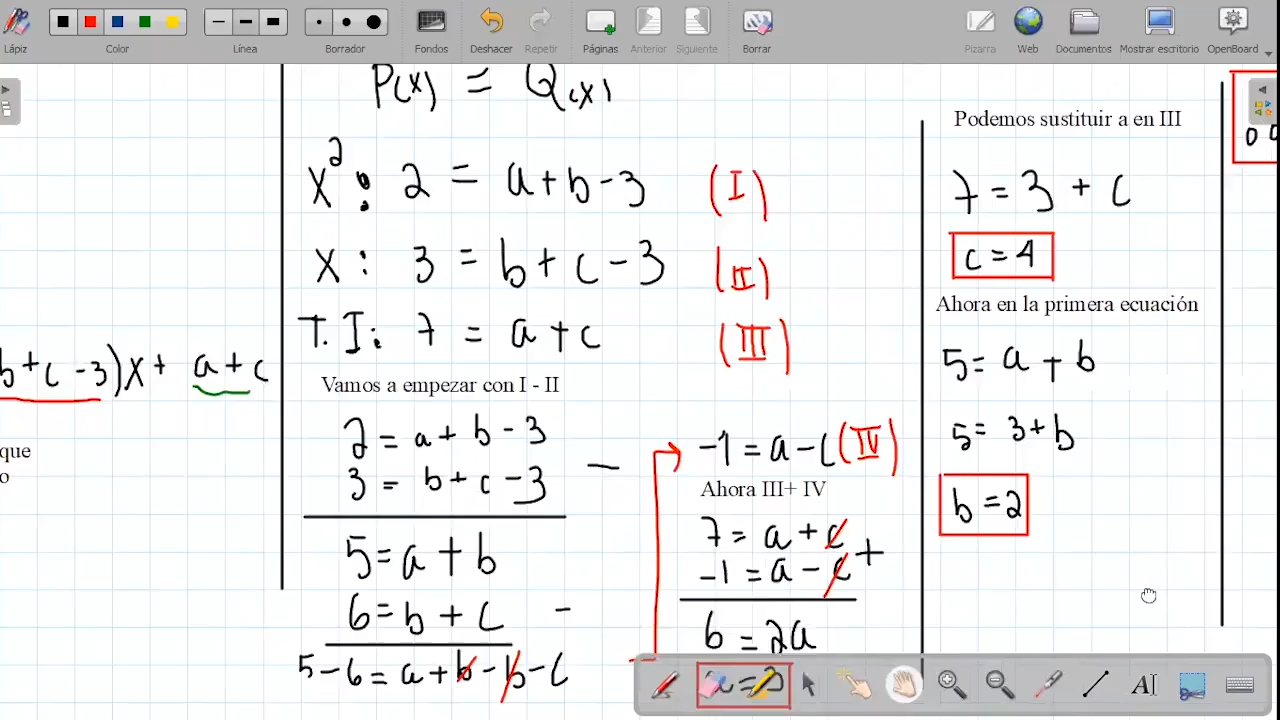 Lápiz
Color
Línea
Borrador
Fondos
Deshacer
Repetir
Páginas
Anterior
Siguiente
Borrar
Pizarra
Web
Documentos
Mostrar escritorio
OpenBoard
P(x) = Q(x)
x²: 2 = a+b-3 (I)
x: 3 = b+c-3 (II)
T.I: 7 = a+c (III)
b+c-3)x + a+c
que
o
Vamos a empezar con I - II
2 = a+b-3
3 = b+c-3 -
5 = a+b
6 = b+c -
5-6 = a+b-b-c
-1 = a-c (IV)
Ahora III+ IV
7 = a+c
-1 = a-c +
6 = 2a
a=3
Podemos sustituir a en III
7 = 3 + c
c = 4
Ahora en la primera ecuación
5 = a + b
5 = 3+b
b = 2